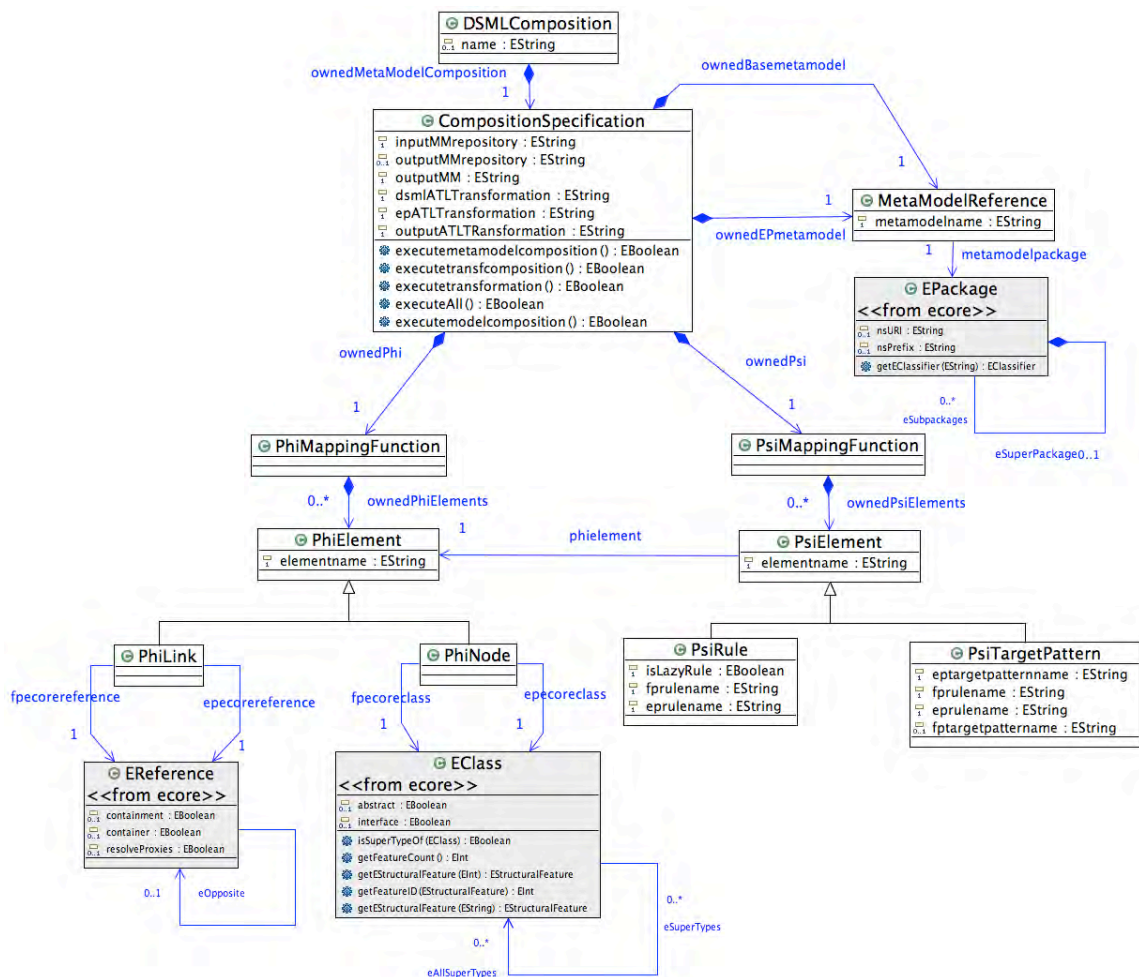 DSMLComposition
0..1 name : EString
ownedMetaModelComposition
1
ownedBasemetamodel
1
CompositionSpecification
1 inputMMrepository : EString
0..1 outputMMrepository : EString
1 outputMM : EString
1 dsmlATLTransformation : EString
1 epATLTransformation : EString
1 outputATLTRansformation : EString
executemetamodelcomposition() : EBoolean
executetransfcomposition() : EBoolean
executetransformation() : EBoolean
executeAll() : EBoolean
executemodelcomposition() : EBoolean
1
ownedEPmetamodel
MetaModelReference
1 metamodelname : EString
1
metamodelpackage
EPackage
<<from ecore>>
0..1 nsURI : EString
0..1 nsPrefix : EString
getEClassifier(EString) : EClassifier
0..*
eSubpackages
eSuperPackage0..1
ownedPhi
1
ownedPsi
1
PhiMappingFunction
PsiMappingFunction
0..*
ownedPhiElements
0..*
ownedPsiElements
PhiElement
1 elementname : EString
1
phielement
PsiElement
1 elementname : EString
PhiLink
PhiNode
PsiRule
1 isLazyRule : EBoolean
1 fprulename : EString
1 eprulename : EString
PsiTargetPattern
1 eptargetpatternname : EString
1 fprulename : EString
1 eprulename : EString
0..1 fptargetpattername : EString
fpecorereference
epecorereference
1
1
fpecoreclass
epecoreclass
1
1
EReference
<<from ecore>>
0..1 containment : EBoolean
0..1 container : EBoolean
0..1 resolveProxies : EBoolean
0..1
eOpposite
EClass
<<from ecore>>
0..1 abstract : EBoolean
0..1 interface : EBoolean
isSuperTypeOf(EClass) : EBoolean
getFeatureCount() : EInt
getEStructuralFeature(EInt) : EStructuralFeature
getFeatureID(EStructuralFeature) : EInt
getEStructuralFeature(EString) : EStructuralFeature
0..*
eSuperTypes
0..*
eAllSuperTypes